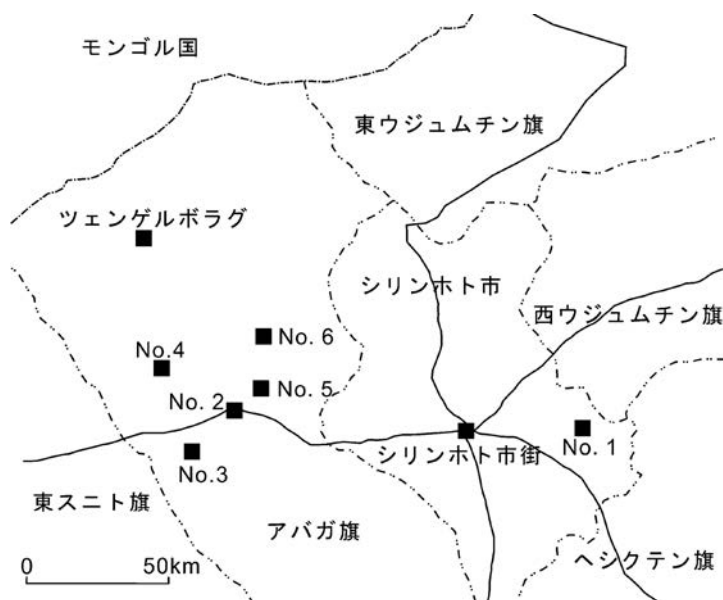 モンゴル国
東ウジュムチン旗
ツェンゲルボラグ
シリンホト市
西ウジュムチン旗
No. 6
No.4
No. 5
No. 2
シリンホト市街
No. 1
No.3
東スニト旗
アバガ旗
ヘシクテン旗
0 50km